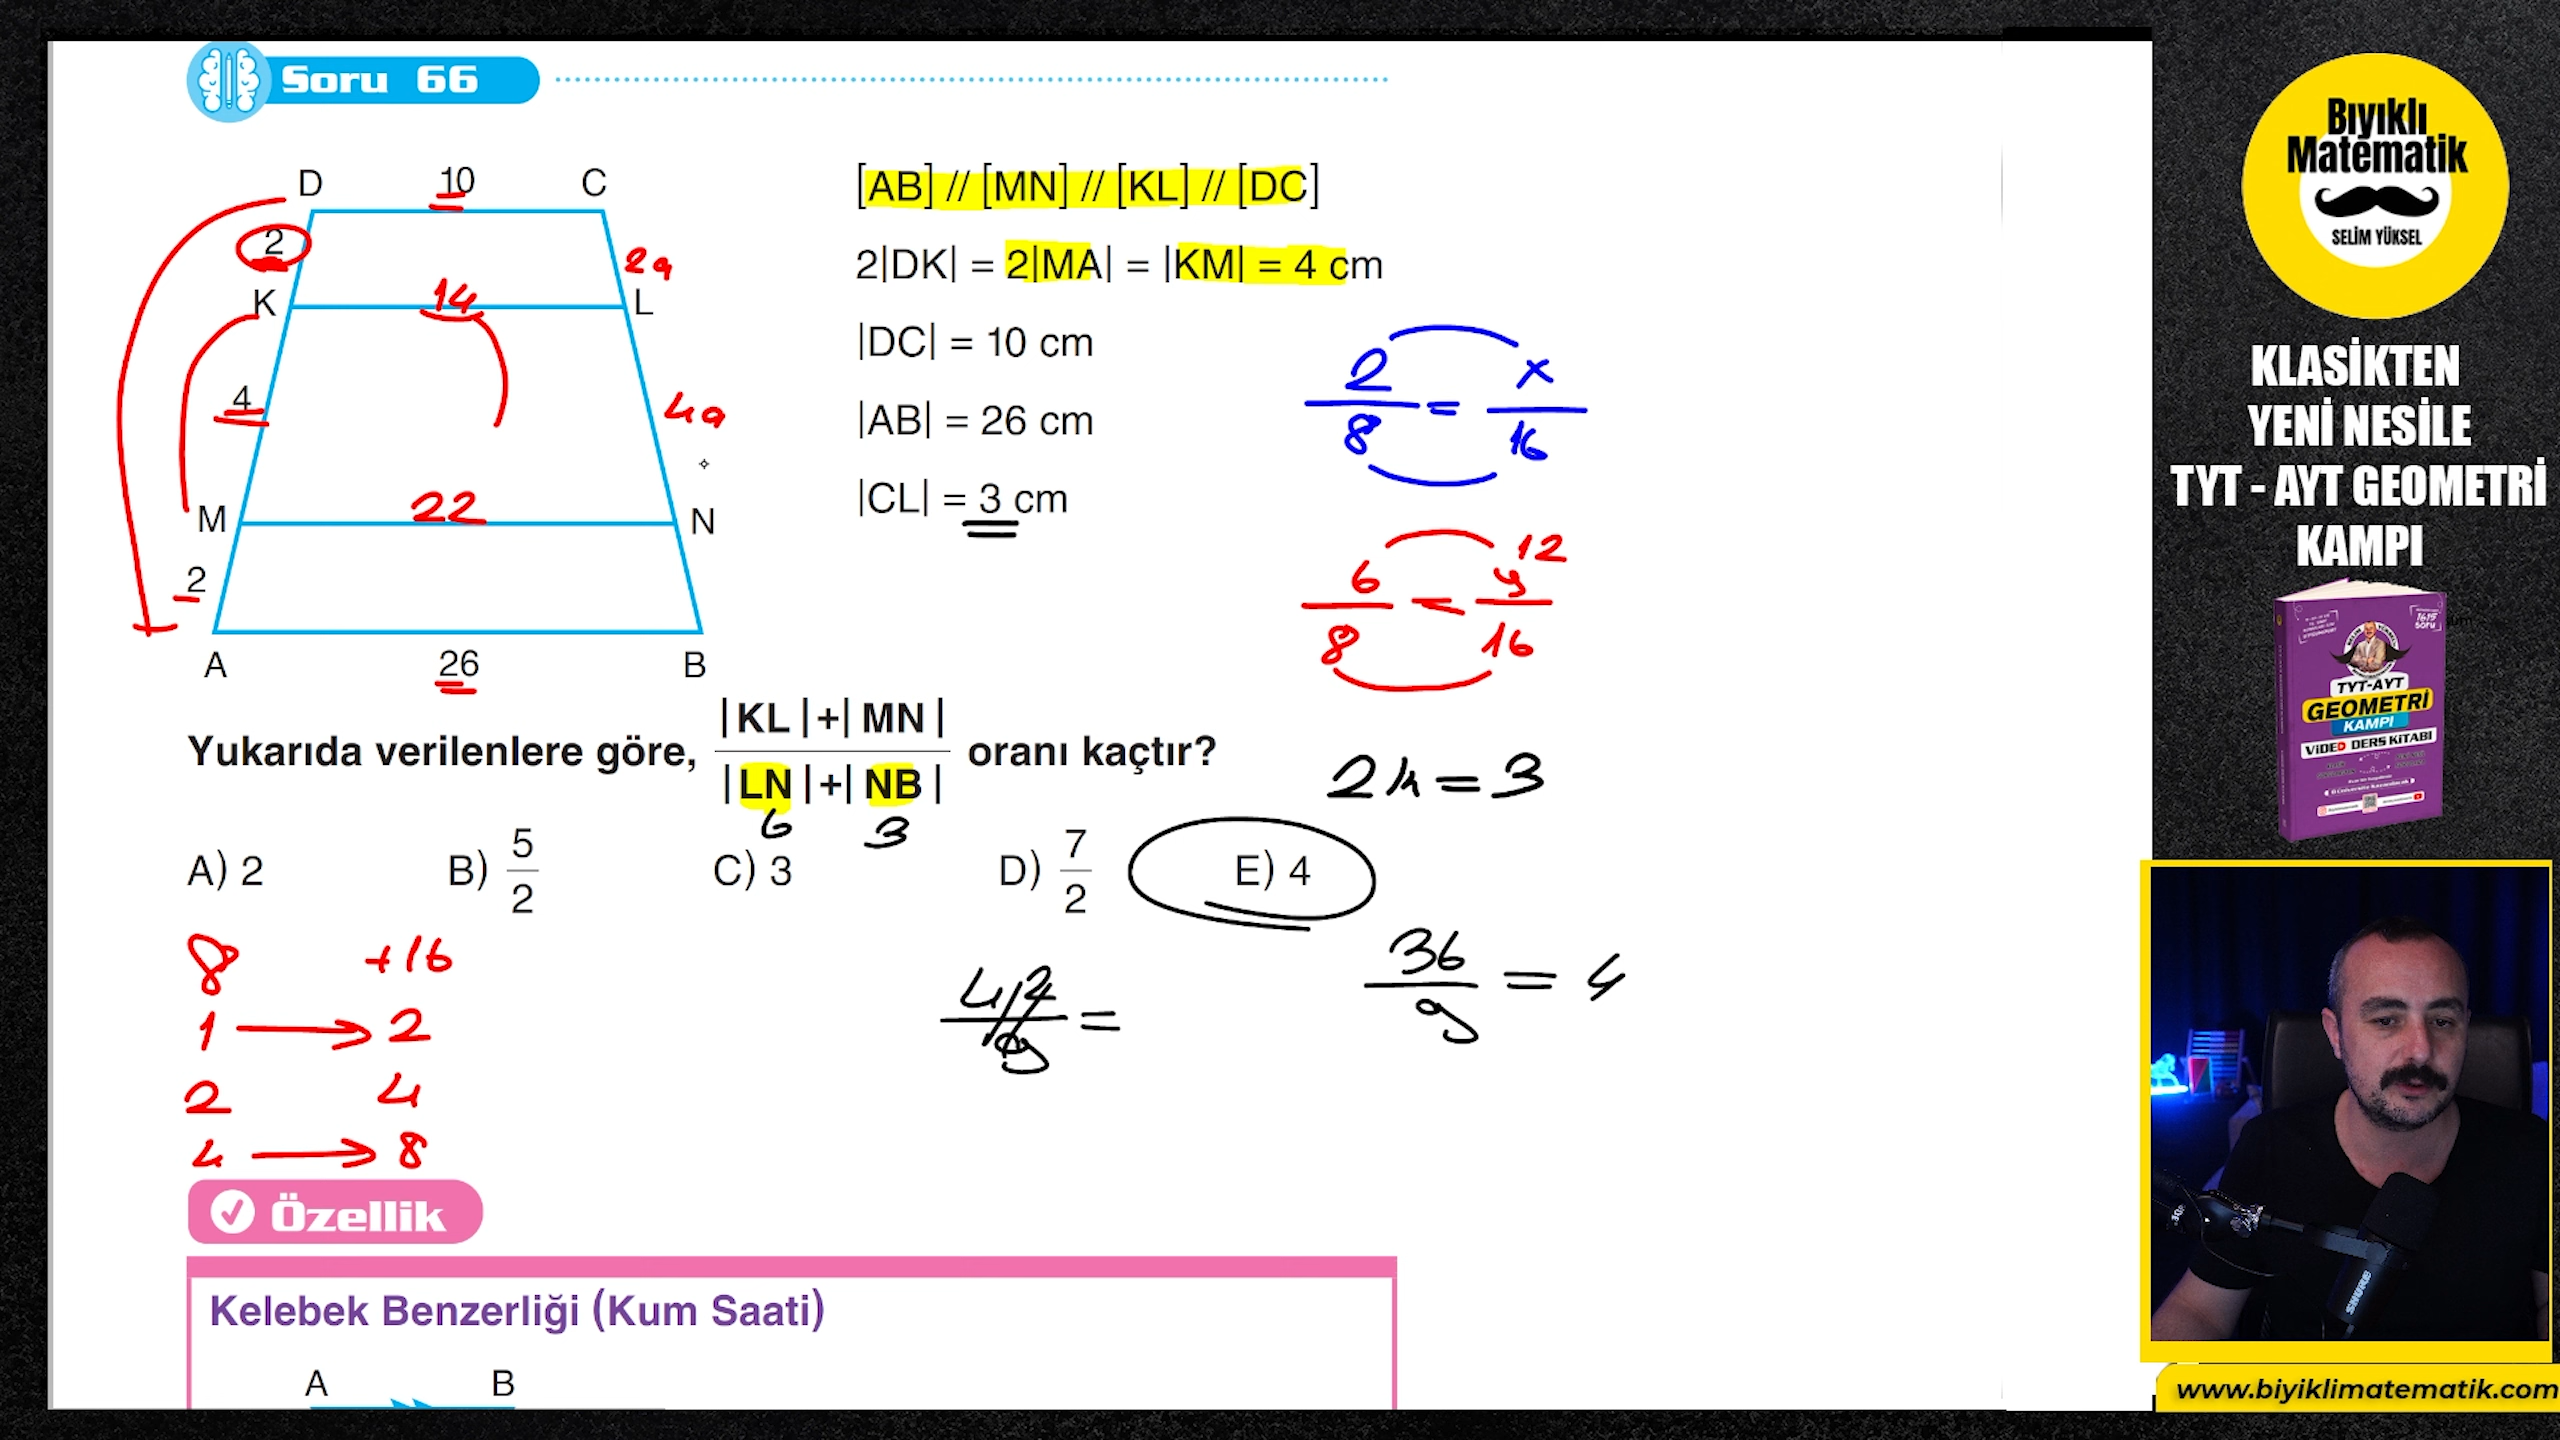 Soru 66
D 10 C
2
2a
K 14 L
4
4a
M 22 N
2
A 26 B
[AB] // [MN] // [KL] // [DC]
2|DK| = 2|MA| = |KM| = 4 cm
|DC| = 10 cm
|AB| = 26 cm
|CL| = 3 cm
2/8 = x/16
12
6/8 = y/16
Yukarıda verilenlere göre, |KL|+|MN| / |LN|+|NB| oranı kaçtır?
6 3
2k=3
A) 2 B) 5/2 C) 3 D) 7/2 E) 4
8 +16
1 → 2
2 4
4 → 8
36/9 = 4
Özellik
Kelebek Benzerliği (Kum Saati)
A B
Bıyıklı
Matematik
SELİM YÜKSEL
KLASİKTEN
YENİ NESİLE
TYT - AYT GEOMETRİ
KAMPI
1615
soru
TYT-AYT
GEOMETRİ
KAMPI
VİDEO DERS KİTABI
SHURE
www.biyiklimatematik.com